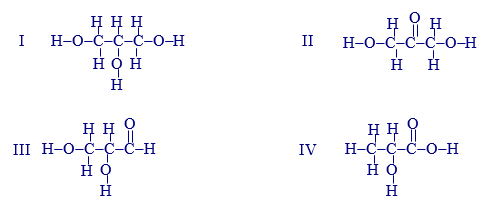 H H H
I H–O–C–C–C–O–H
H O H
H
O
H H
II H–O–C–C–C–O–H
H H
O
H H
III H–O–C–C–C–H
H O
H
O
H H
IV H–C–C–C–O–H
H O
H